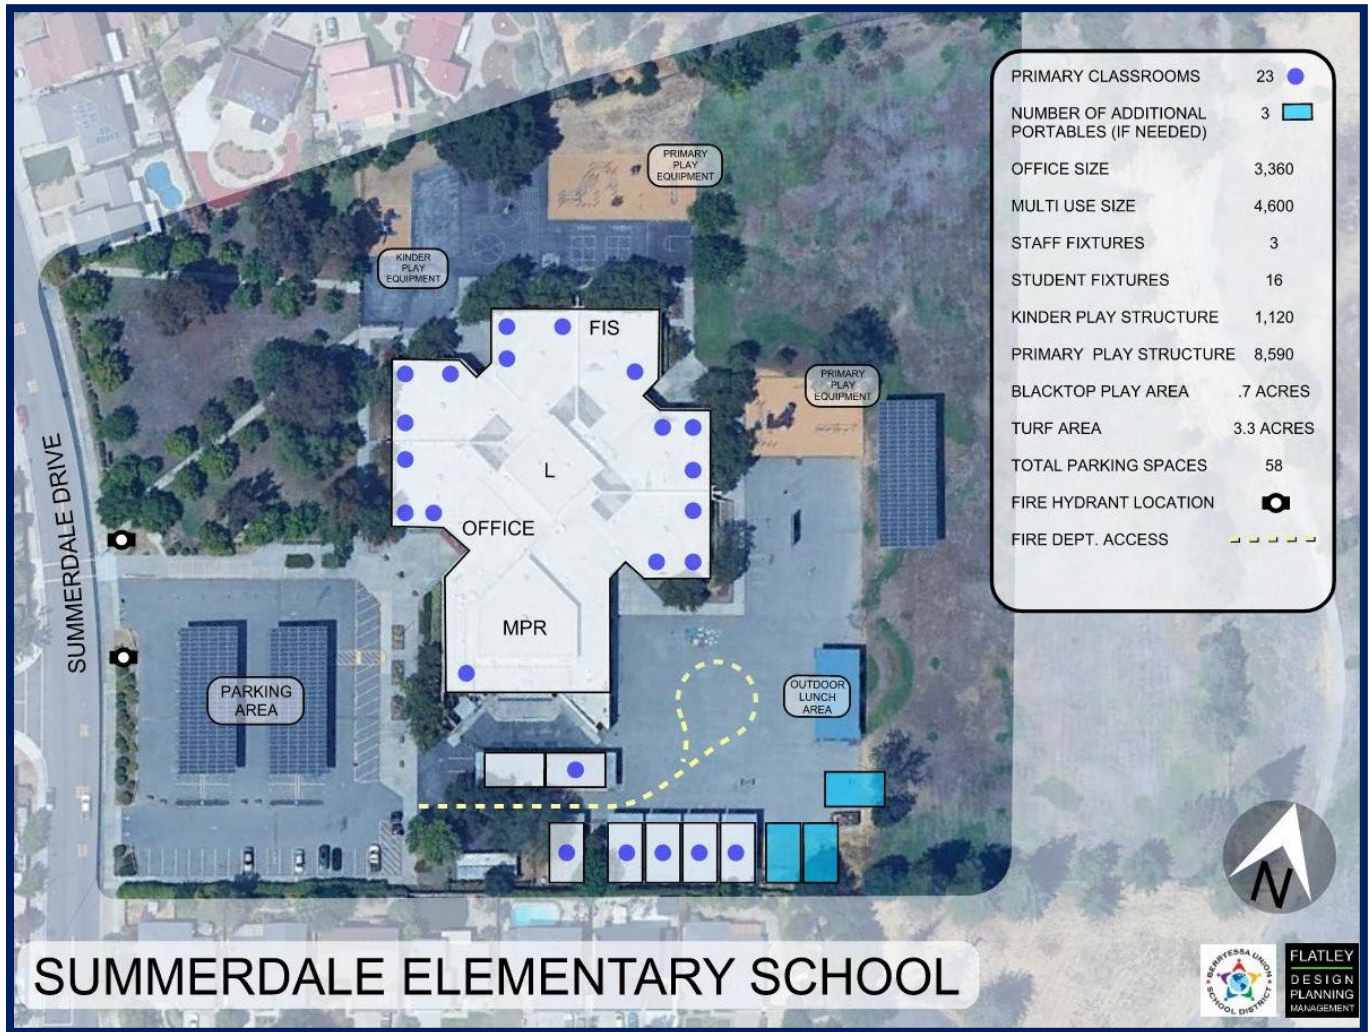 PRIMARY CLASSROOMS 23
NUMBER OF ADDITIONAL 3
PORTABLES (IF NEEDED)
OFFICE SIZE 3,360
MULTI USE SIZE 4,600
STAFF FIXTURES 3
STUDENT FIXTURES 16
KINDER PLAY STRUCTURE 1,120
PRIMARY PLAY STRUCTURE 8,590
BLACKTOP PLAY AREA .7 ACRES
TURF AREA 3.3 ACRES
TOTAL PARKING SPACES 58
FIRE HYDRANT LOCATION
FIRE DEPT. ACCESS
PRIMARY
PLAY
EQUIPMENT
KINDER
PLAY
EQUIPMENT
FIS
PRIMARY
PLAY
EQUIPMENT
L
OFFICE
MPR
SUMMERDALE DRIVE
PARKING
AREA
OUTDOOR
LUNCH
AREA
N
SUMMERDALE ELEMENTARY SCHOOL
BERRYESSA UNION
SCHOOL DISTRICT
FLATLEY
DESIGN
PLANNING
MANAGEMENT